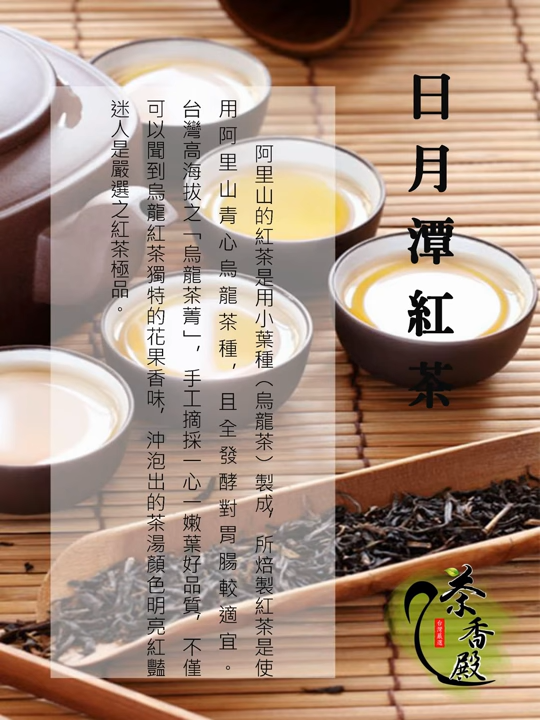 日月潭紅茶
阿里山的紅茶是用小葉種（烏龍茶）製成，所焙製紅茶是使
用阿里山青心烏龍茶種，且全發酵對胃腸較適宜。
台灣高海拔之「烏龍茶菁」，手工摘採一心一嫩葉好品質，不僅
可以聞到烏龍紅茶獨特的花果香味，沖泡出的茶湯顏色明亮紅豔
迷人是嚴選之紅茶極品。
茶香殿
台灣嚴選